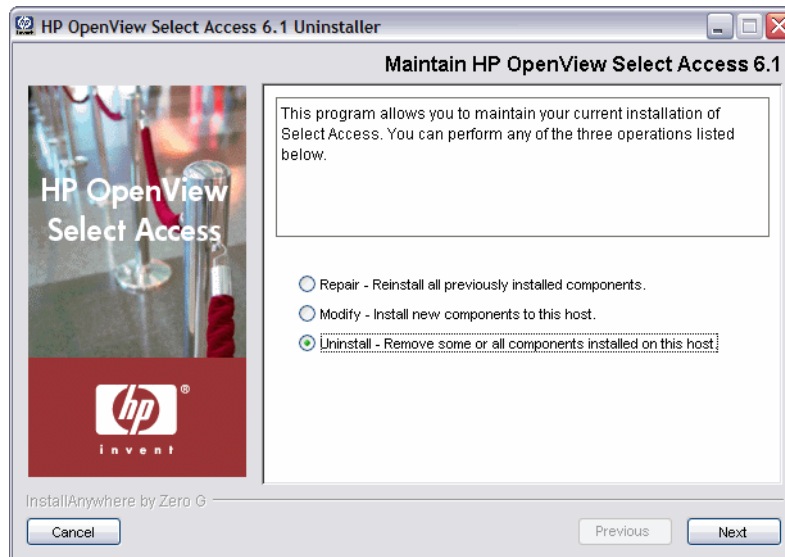 HP OpenView Select Access 6.1 Uninstaller
Maintain HP OpenView Select Access 6.1
This program allows you to maintain your current installation of
Select Access. You can perform any of the three operations listed
below.
HP OpenView
Select Access
Repair - Reinstall all previously installed components.
Modify - Install new components to this host.
Uninstall - Remove some or all components installed on this host.
hp
®
invent
InstallAnywhere by Zero G
Cancel
Previous
Next